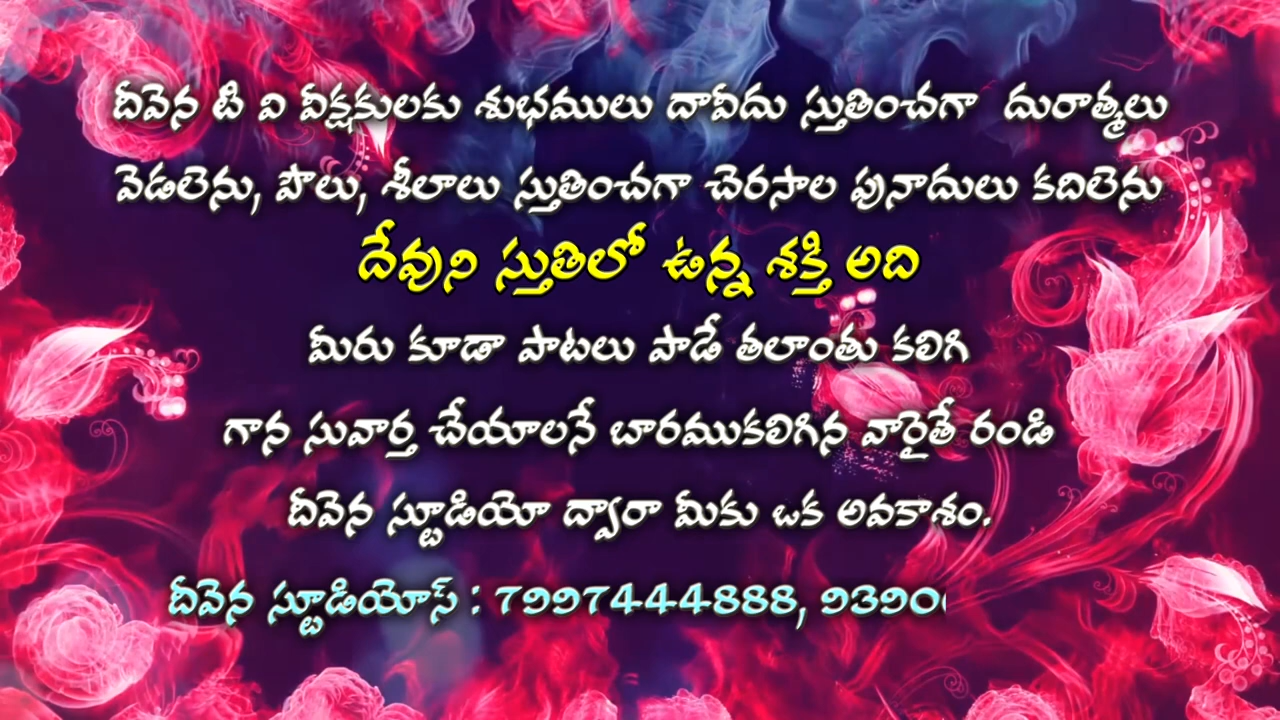 దీవెన టి వి వీక్షకులకు శుభములు దావీదు స్తుతించగా దురాత్మలు
వెడలెను, పౌలు, శీలాలు స్తుతించగా చెరసాల పునాదులు కదిలెను
దేవుని స్తుతిలో ఉన్న శక్తి అది
మీరు కూడా పాటలు పాడే తలాంతు కలిగి
గాన సువార్త చేయాలనే బారముకలిగిన వారైతే రండి
దీవెన స్టూడియో ద్వారా మీకు ఒక అవకాశం.
దీవెన స్టూడియోస్ : 7997444888, 9390